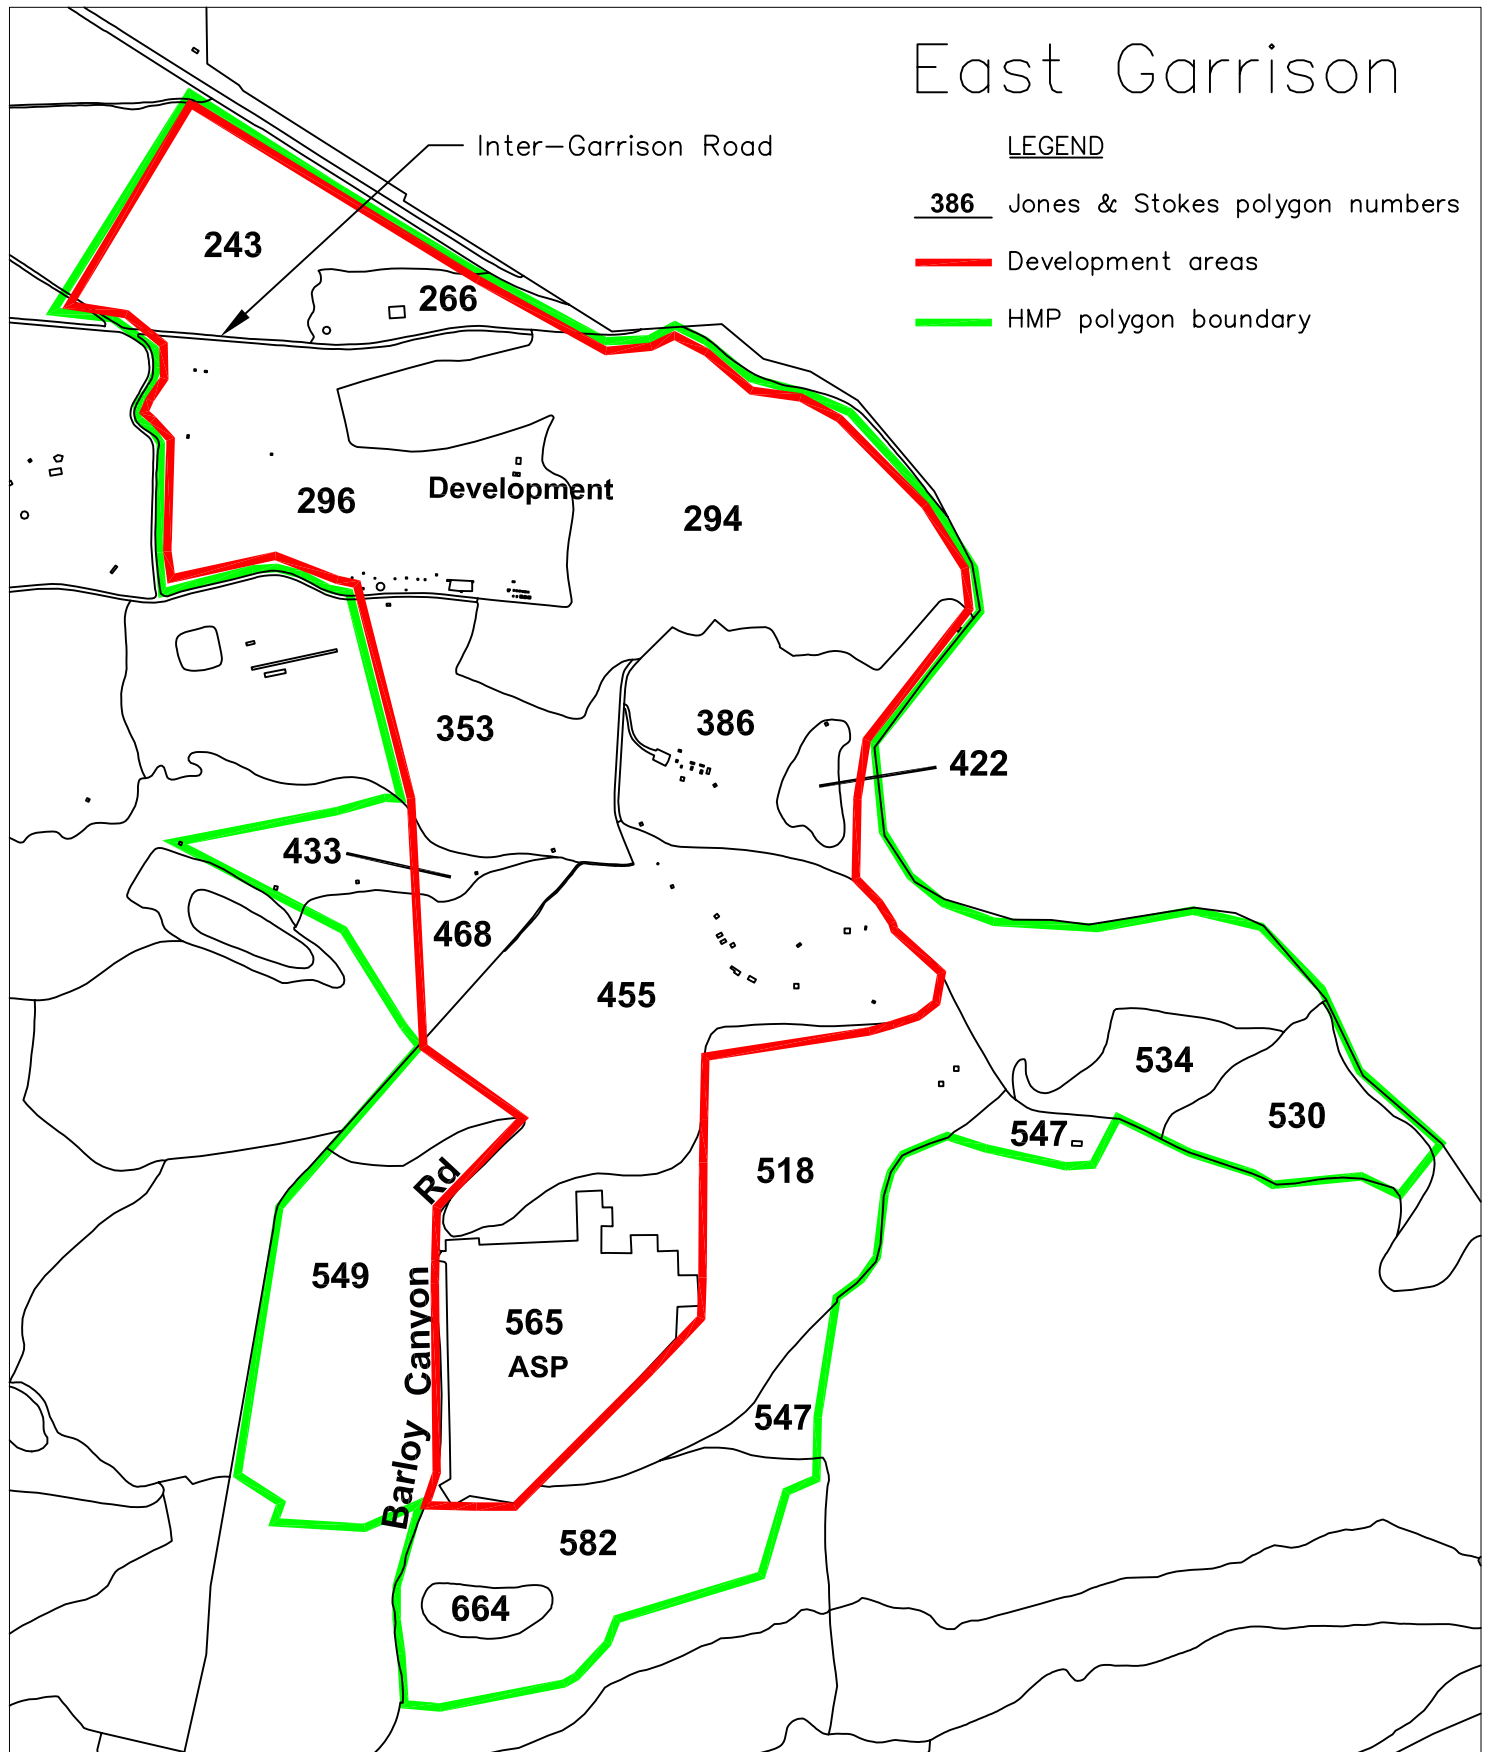 East Garrison
LEGEND
386 Jones & Stokes polygon numbers
Development areas
HMP polygon boundary
Inter-Garrison Road
243
266
296
Development
294
353
386
422
433
468
455
534
530
547
518
Barloy Canyon Rd
549
565
ASP
547
582
664